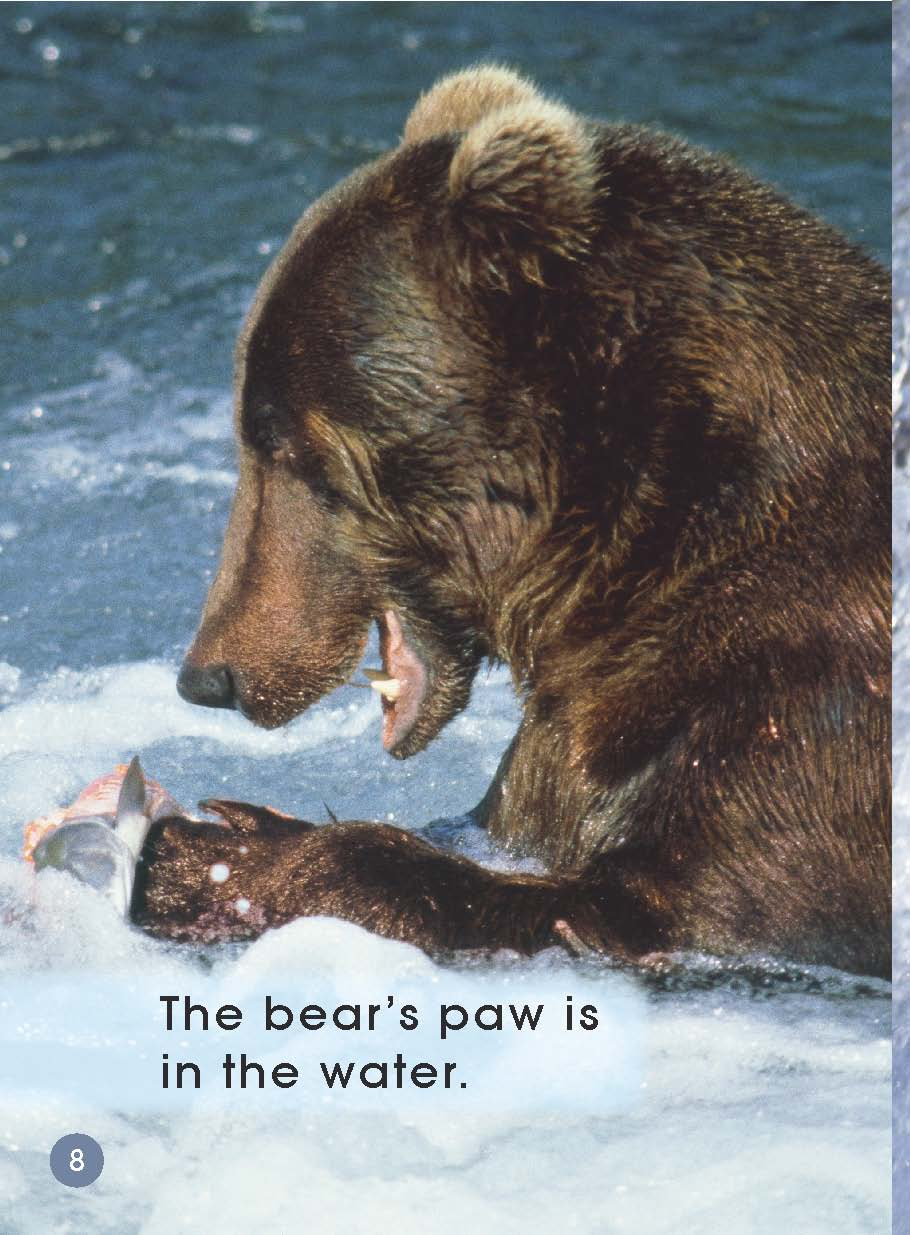 The bear’s paw is
in the water.
8